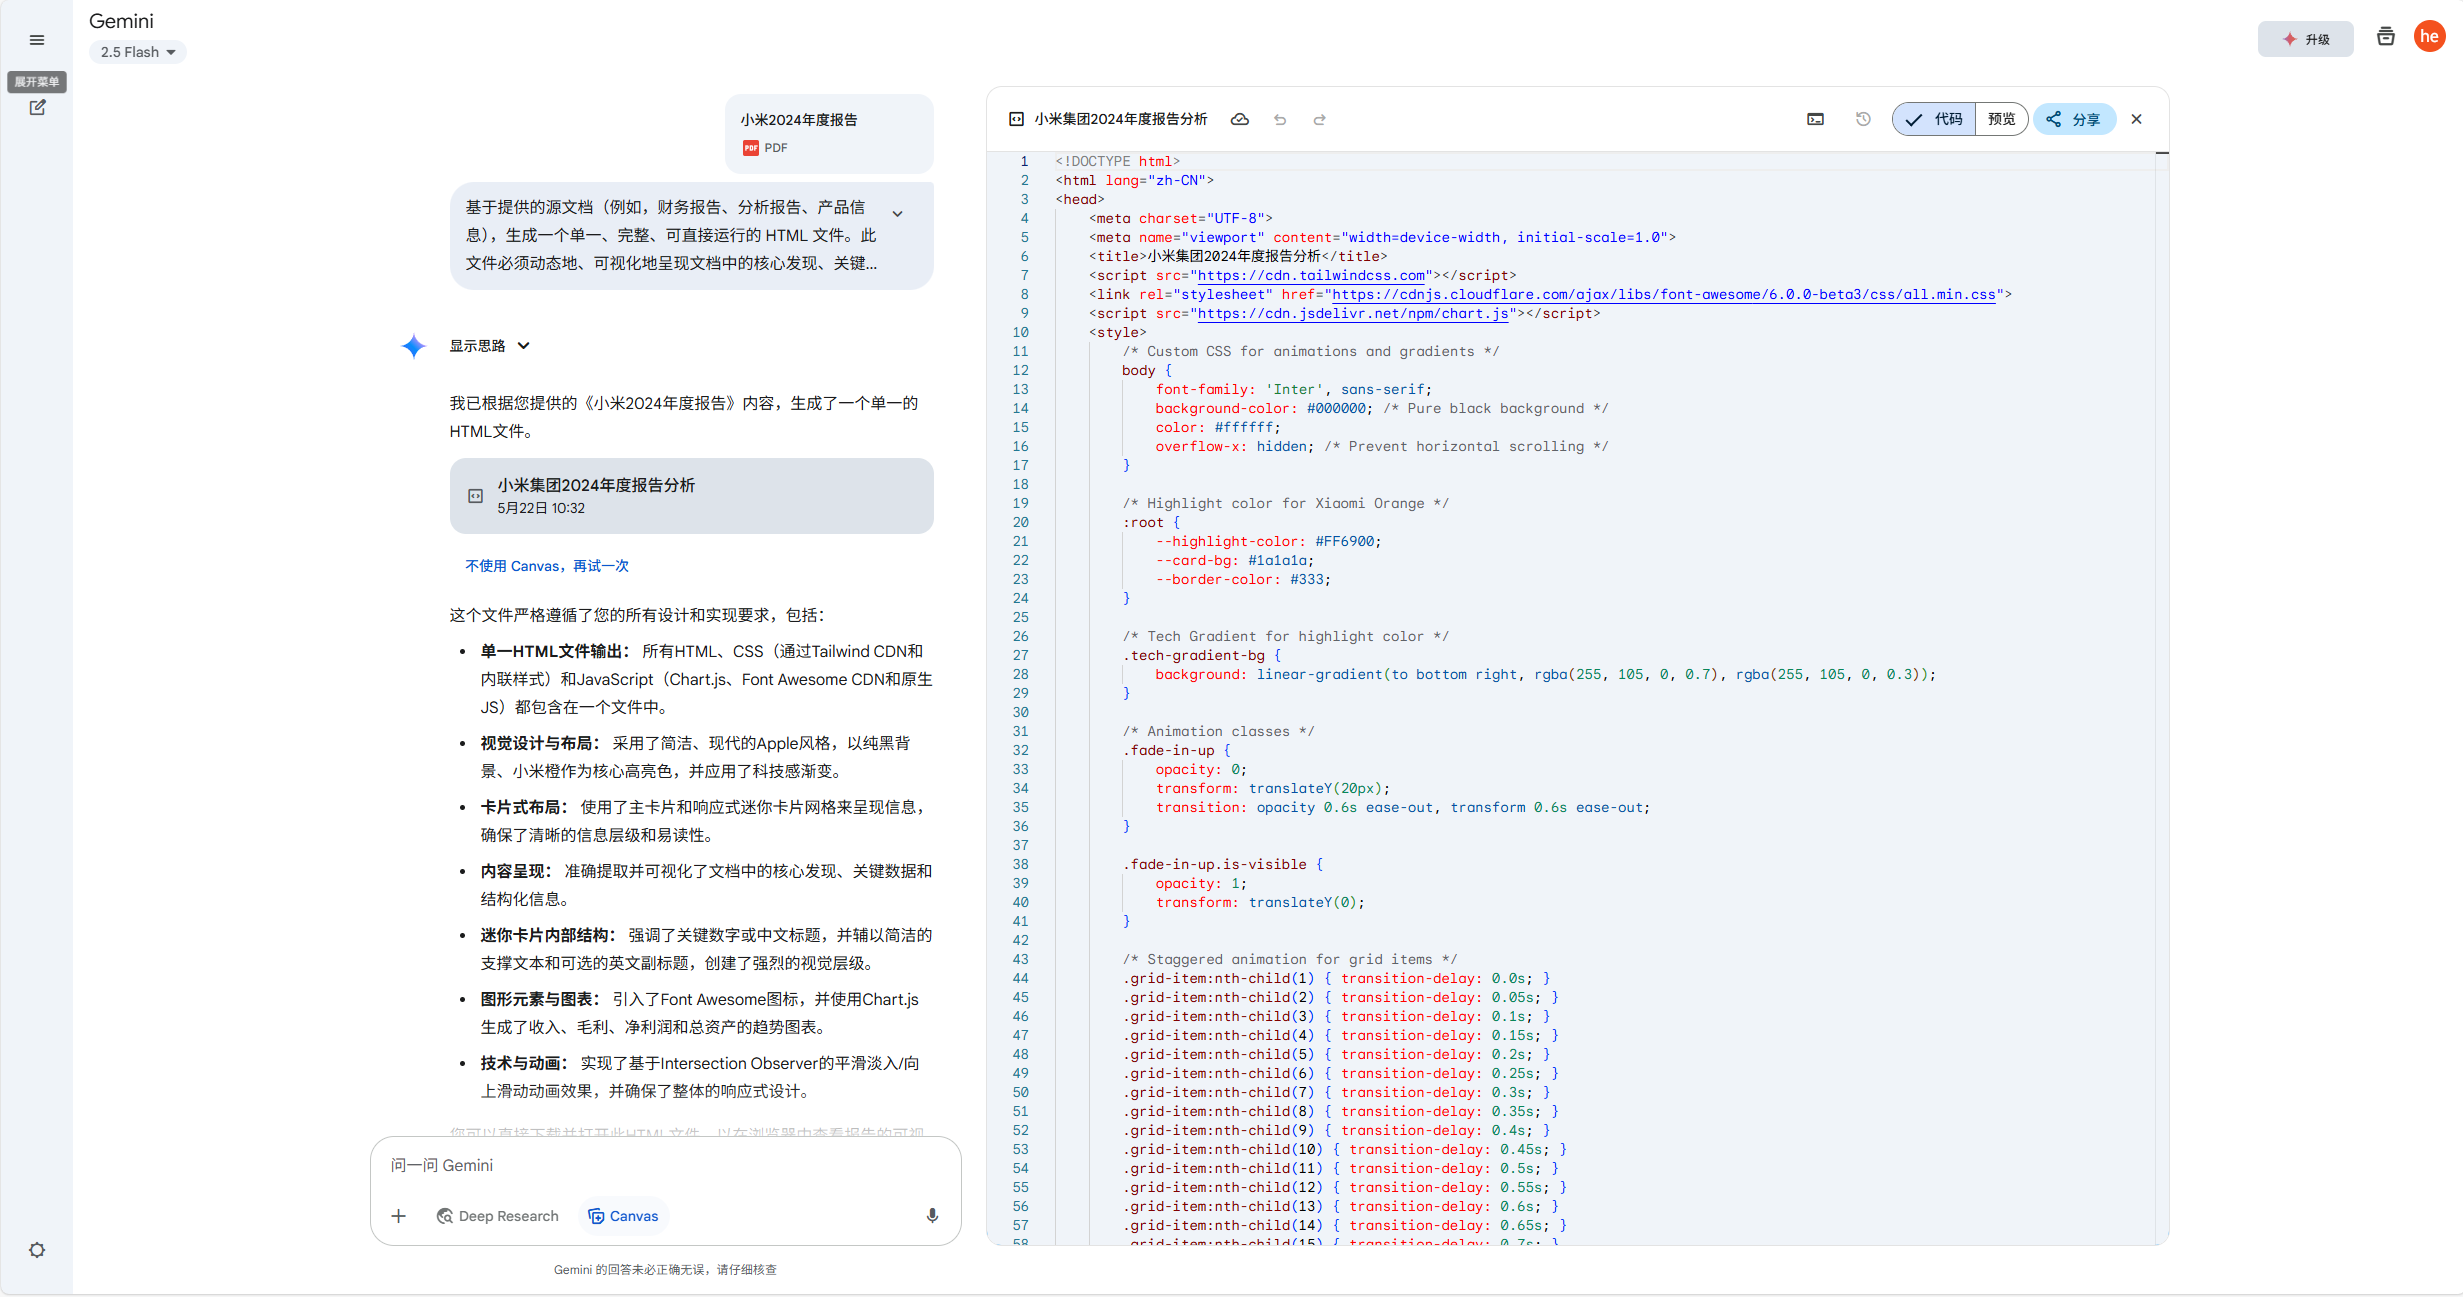 Gemini
2.5 Flash
升级
he
展开菜单
小米2024年度报告
PDF PDF
基于提供的源文档（例如，财务报告、分析报告、产品信
息），生成一个单一、完整、可直接运行的 HTML 文件。此
文件必须动态地、可视化地呈现文档中的核心发现、关键...
显示思路
我已根据您提供的《小米2024年度报告》内容，生成了一个单一的
HTML文件。
小米集团2024年度报告分析
5月22日 10:32
不使用 Canvas，再试一次
这个文件严格遵循了您的所有设计和实现要求，包括：
• 单一HTML文件输出： 所有HTML、CSS（通过Tailwind CDN和
内联样式）和JavaScript（Chart.js、Font Awesome CDN和原生
JS）都包含在一个文件中。
• 视觉设计与布局： 采用了简洁、现代的Apple风格，以纯黑背
景、小米橙作为核心高亮色，并应用了科技感渐变。
• 卡片式布局： 使用了主卡片和响应式迷你卡片网格来呈现信息，
确保了清晰的信息层级和易读性。
• 内容呈现： 准确提取并可视化了文档中的核心发现、关键数据和
结构化信息。
• 迷你卡片内部结构： 强调了关键数字或中文标题，并辅以简洁的
支撑文本和可选的英文副标题，创建了强烈的视觉层级。
• 图形元素与图表： 引入了Font Awesome图标，并使用Chart.js
生成了收入、毛利、净利润和总资产的趋势图表。
• 技术与动画： 实现了基于Intersection Observer的平滑淡入/向
上滑动动画效果，并确保了整体的响应式设计。
您可以直接下载并打开此HTML文件，以在浏览器中查看报告的可视
问一问 Gemini
Deep Research
Canvas
Gemini 的回答未必正确无误，请仔细核查
小米集团2024年度报告分析
代码
预览
分享
1 <!DOCTYPE html>
2 <html lang="zh-CN">
3 <head>
4 <meta charset="UTF-8">
5 <meta name="viewport" content="width=device-width, initial-scale=1.0">
6 <title>小米集团2024年度报告分析</title>
7 <script src="https://cdn.tailwindcss.com"></script>
8 <link rel="stylesheet" href="https://cdnjs.cloudflare.com/ajax/libs/font-awesome/6.0.0-beta3/css/all.min.css">
9 <script src="https://cdn.jsdelivr.net/npm/chart.js"></script>
10 <style>
11 /* Custom CSS for animations and gradients */
12 body {
13 font-family: 'Inter', sans-serif;
14 background-color: #000000; /* Pure black background */
15 color: #ffffff;
16 overflow-x: hidden; /* Prevent horizontal scrolling */
17 }
18
19 /* Highlight color for Xiaomi Orange */
20 :root {
21 --highlight-color: #FF6900;
22 --card-bg: #1a1a1a;
23 --border-color: #333;
24 }
25
26 /* Tech Gradient for highlight color */
27 .tech-gradient-bg {
28 background: linear-gradient(to bottom right, rgba(255, 105, 0, 0.7), rgba(255, 105, 0, 0.3));
29 }
30
31 /* Animation classes */
32 .fade-in-up {
33 opacity: 0;
34 transform: translateY(20px);
35 transition: opacity 0.6s ease-out, transform 0.6s ease-out;
36 }
37
38 .fade-in-up.is-visible {
39 opacity: 1;
40 transform: translateY(0);
41 }
42
43 /* Staggered animation for grid items */
44 .grid-item:nth-child(1) { transition-delay: 0.0s; }
45 .grid-item:nth-child(2) { transition-delay: 0.05s; }
46 .grid-item:nth-child(3) { transition-delay: 0.1s; }
47 .grid-item:nth-child(4) { transition-delay: 0.15s; }
48 .grid-item:nth-child(5) { transition-delay: 0.2s; }
49 .grid-item:nth-child(6) { transition-delay: 0.25s; }
50 .grid-item:nth-child(7) { transition-delay: 0.3s; }
51 .grid-item:nth-child(8) { transition-delay: 0.35s; }
52 .grid-item:nth-child(9) { transition-delay: 0.4s; }
53 .grid-item:nth-child(10) { transition-delay: 0.45s; }
54 .grid-item:nth-child(11) { transition-delay: 0.5s; }
55 .grid-item:nth-child(12) { transition-delay: 0.55s; }
56 .grid-item:nth-child(13) { transition-delay: 0.6s; }
57 .grid-item:nth-child(14) { transition-delay: 0.65s; }
58 .grid-item:nth-child(15) { transition-delay: 0.7s; }